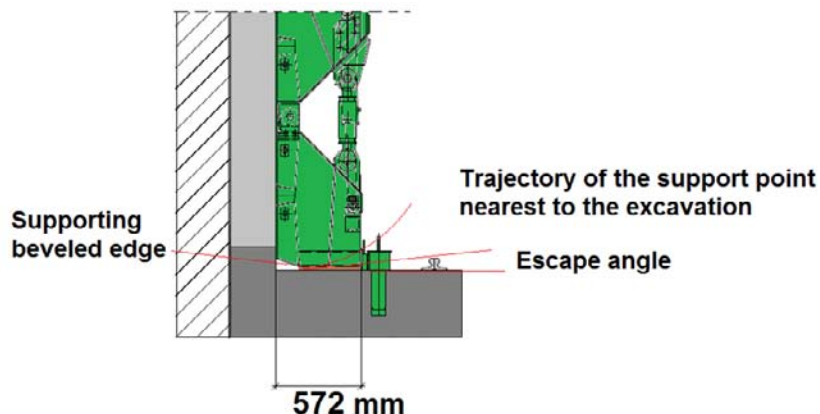 Trajectory of the support point
nearest to the excavation
Supporting
beveled edge
Escape angle
572 mm